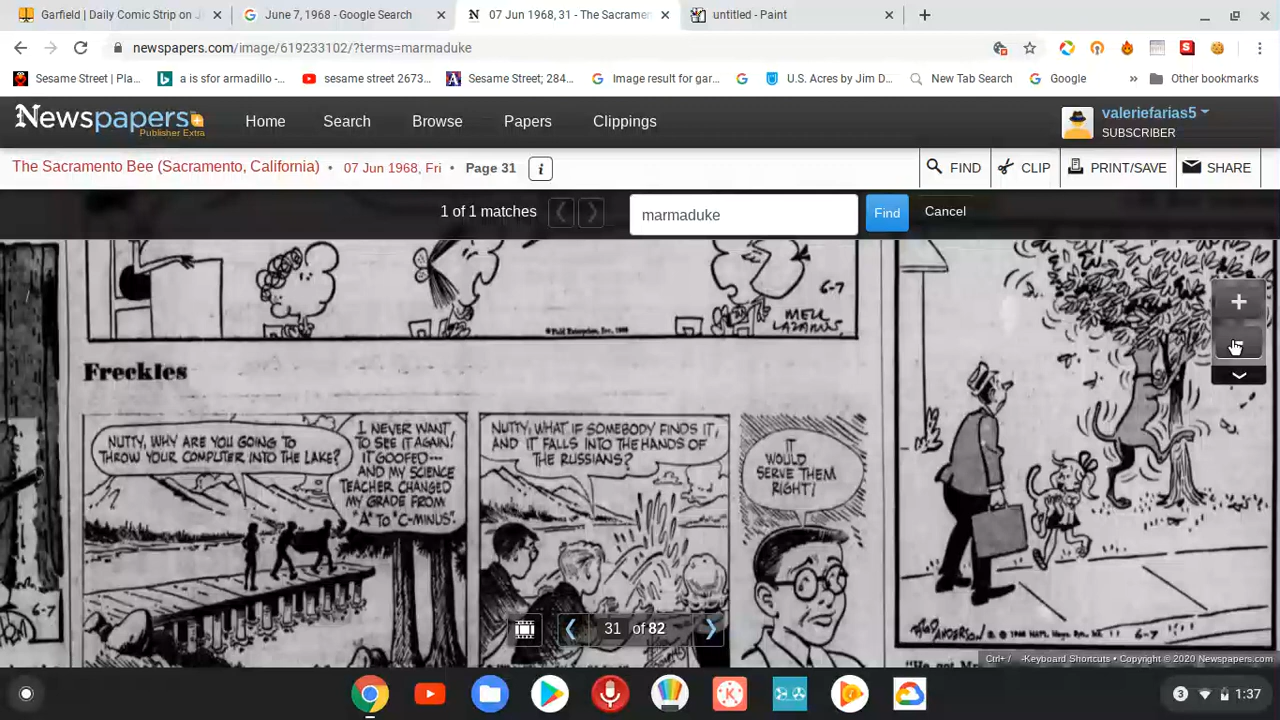 Garfield | Daily Comic Strip on J
June 7, 1968 - Google Search
07 Jun 1968, 31 - The Sacramen
untitled - Paint
newspapers.com/image/619233102/?terms=marmaduke
Sesame Street | Pla...
a is sfor armadillo -...
sesame street 2673...
Sesame Street; 284...
Image result for gar...
U.S. Acres by Jim D...
New Tab Search
Google
»
Other bookmarks
Newspapers
Publisher Extra
Home
Search
Browse
Papers
Clippings
valeriefarias5
SUBSCRIBER
The Sacramento Bee (Sacramento, California) • 07 Jun 1968, Fri • Page 31
FIND
CLIP
PRINT/SAVE
SHARE
1 of 1 matches
marmaduke
Find
Cancel
6-7
MELL
LAZARUS
Freckles
NUTTY, WHY ARE YOU GOING TO
THROW YOUR COMPUTER INTO THE LAKE?
I NEVER WANT
TO SEE IT AGAIN!
IT GOOFED---
AND MY SCIENCE
TEACHER CHANGED
MY GRADE FROM
"A" TO "C-MINUS".
NUTTY, WHAT IF SOMEBODY FINDS IT,
AND IT FALLS INTO THE HANDS OF
THE RUSSIANS?
IT
WOULD
SERVE THEM
RIGHT!
6-7
ANDERSON
6-7
31 of 82
Ctrl+ / -Keyboard Shortcuts • Copyright © 2020 Newspapers.com
3
1:37